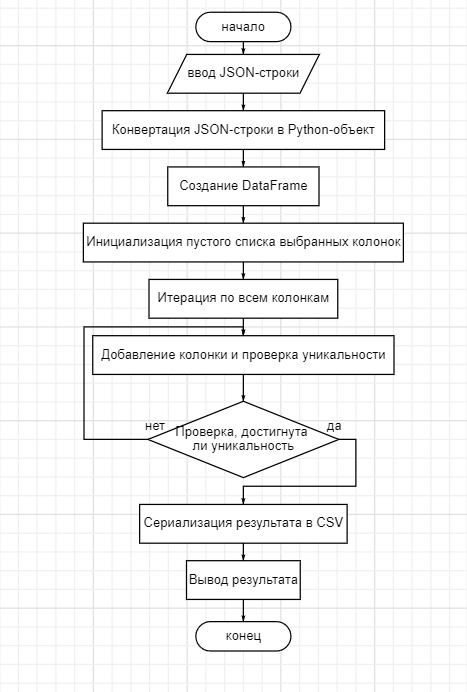 начало
ввод JSON-строки
Конвертация JSON-строки в Python-объект
Создание DataFrame
Инициализация пустого списка выбранных колонок
Итерация по всем колонкам
Добавление колонки и проверка уникальности
нет
да
Проверка, достигнута
ли уникальность
Сериализация результата в CSV
Вывод результата
конец